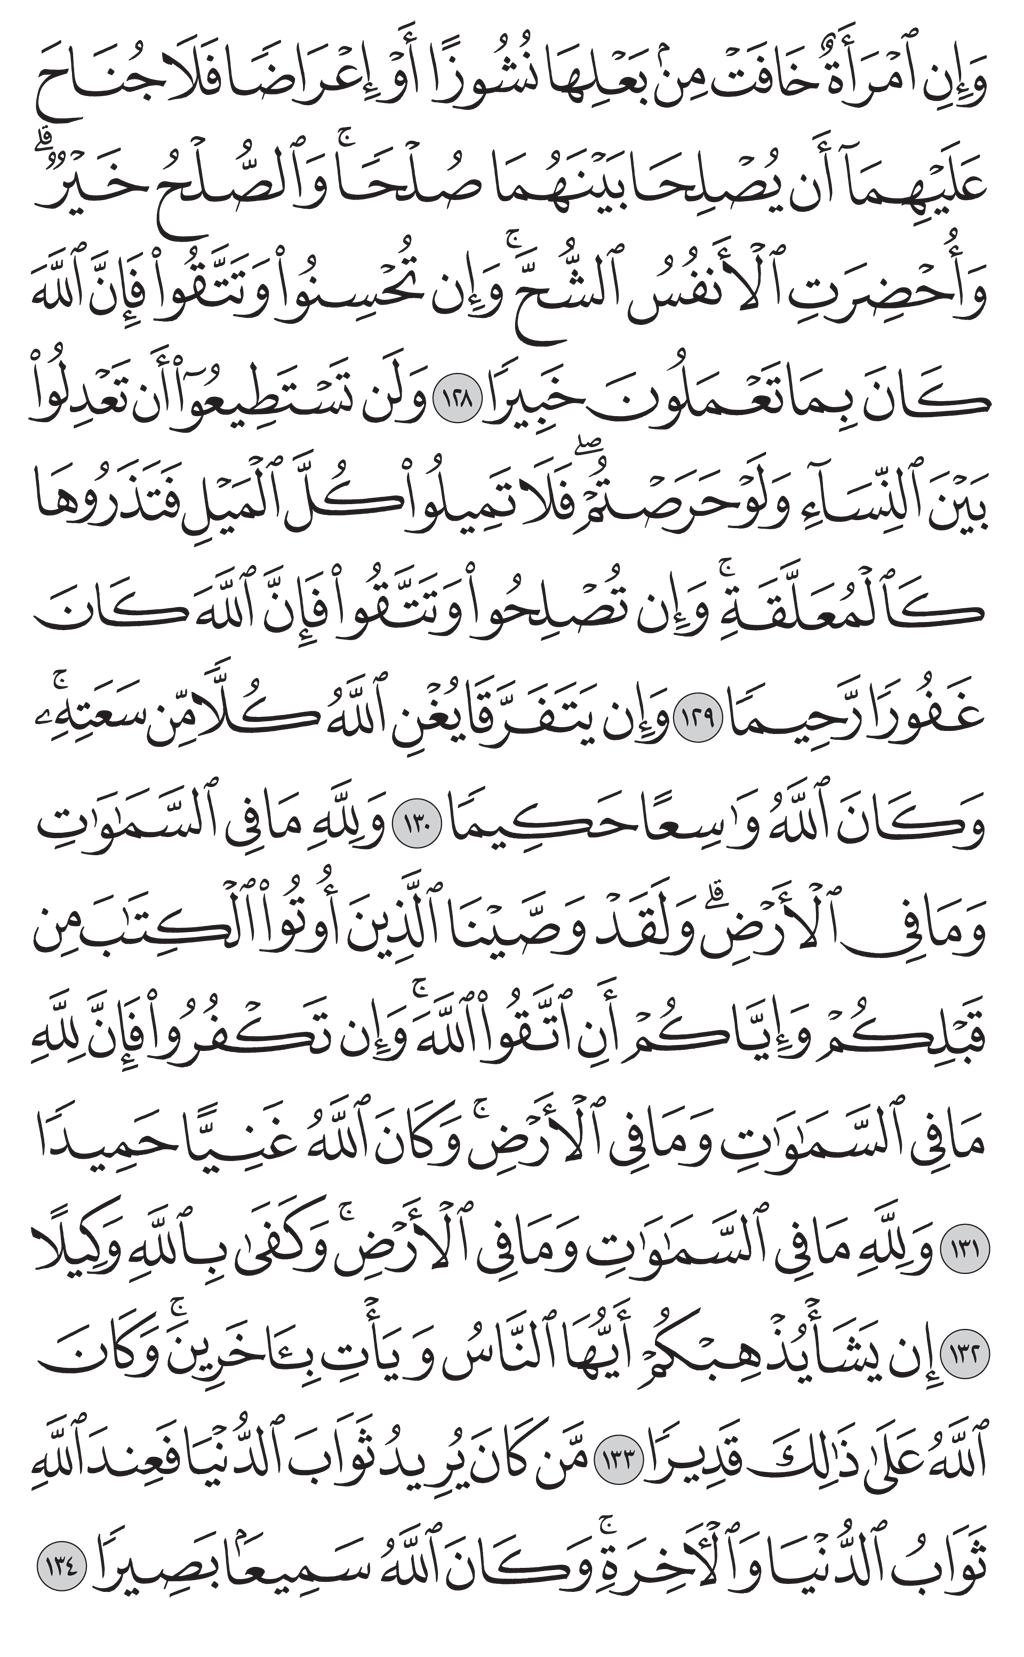 وَإِنِ ٱمْرَأَةٌ خَافَتْ مِنۢ بَعْلِهَا نُشُوزًا أَوْ إِعْرَاضًا فَلَا جُنَاحَ
عَلَيْهِمَآ أَن يُصْلِحَا بَيْنَهُمَا صُلْحًا ۚ وَٱلصُّلْحُ خَيْرٌ ۗ
وَأُحْضِرَتِ ٱلْأَنفُسُ ٱلشُّحَّ ۚ وَإِن تُحْسِنُوا۟ وَتَتَّقُوا۟ فَإِنَّ ٱللَّهَ
كَانَ بِمَا تَعْمَلُونَ خَبِيرًا ١٢٨ وَلَن تَسْتَطِيعُوٓا۟ أَن تَعْدِلُوا۟
بَيْنَ ٱلنِّسَآءِ وَلَوْ حَرَصْتُمْ ۖ فَلَا تَمِيلُوا۟ كُلَّ ٱلْمَيْلِ فَتَذَرُوهَا
كَٱلْمُعَلَّقَةِ ۚ وَإِن تُصْلِحُوا۟ وَتَتَّقُوا۟ فَإِنَّ ٱللَّهَ كَانَ
غَفُورًا رَّحِيمًا ١٢٩ وَإِن يَتَفَرَّقَا يُغْنِ ٱللَّهُ كُلًّا مِّن سَعَتِهِۦ ۚ
وَكَانَ ٱللَّهُ وَٰسِعًا حَكِيمًا ١٣٠ وَلِلَّهِ مَا فِى ٱلسَّمَٰوَٰتِ
وَمَا فِى ٱلْأَرْضِ ۗ وَلَقَدْ وَصَّيْنَا ٱلَّذِينَ أُوتُوا۟ ٱلْكِتَٰبَ مِن
قَبْلِكُمْ وَإِيَّاكُمْ أَنِ ٱتَّقُوا۟ ٱللَّهَ ۚ وَإِن تَكْفُرُوا۟ فَإِنَّ لِلَّهِ
مَا فِى ٱلسَّمَٰوَٰتِ وَمَا فِى ٱلْأَرْضِ ۚ وَكَانَ ٱللَّهُ غَنِيًّا حَمِيدًا
١٣١ وَلِلَّهِ مَا فِى ٱلسَّمَٰوَٰتِ وَمَا فِى ٱلْأَرْضِ ۚ وَكَفَىٰ بِٱللَّهِ وَكِيلًا
١٣٢ إِن يَشَأْ يُذْهِبْكُمْ أَيُّهَا ٱلنَّاسُ وَيَأْتِ بِـَٔاخَرِينَ ۚ وَكَانَ
ٱللَّهُ عَلَىٰ ذَٰلِكَ قَدِيرًا ١٣٣ مَّن كَانَ يُرِيدُ ثَوَابَ ٱلدُّنْيَا فَعِندَ ٱللَّهِ
ثَوَابُ ٱلدُّنْيَا وَٱلْـَٔاخِرَةِ ۚ وَكَانَ ٱللَّهُ سَمِيعًۢا بَصِيرًا ١٣٤